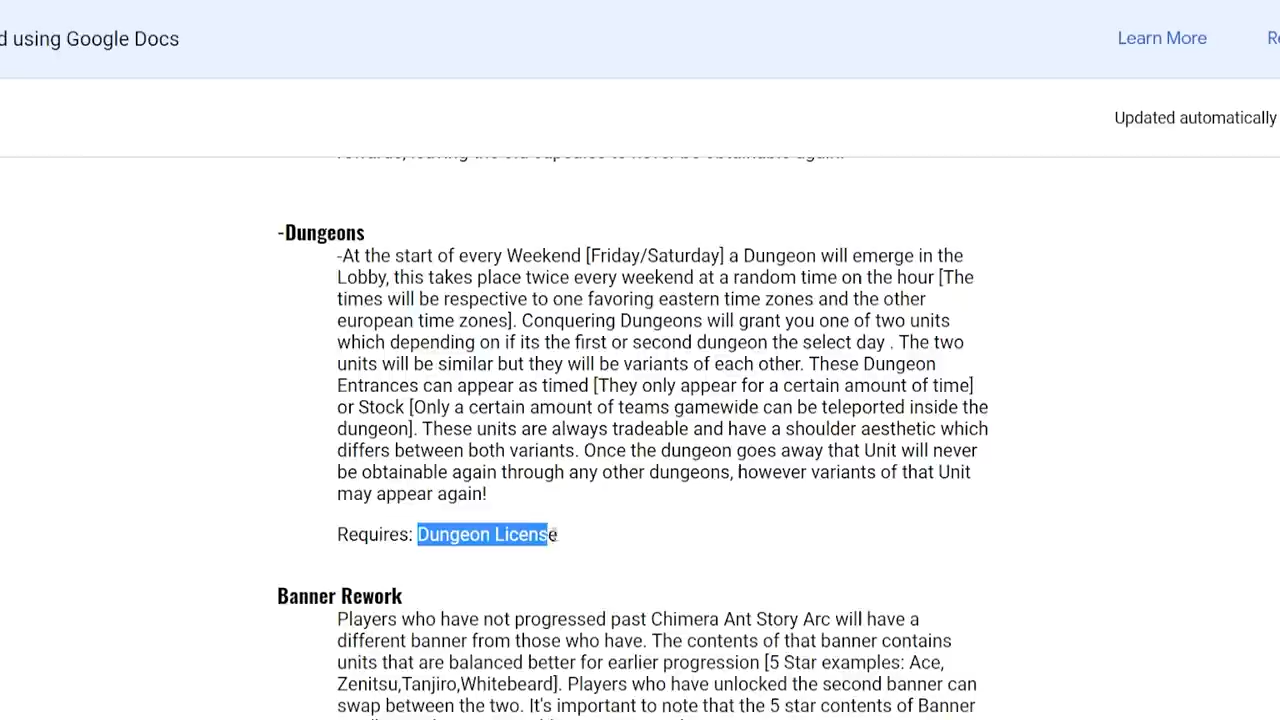 d using Google Docs
Learn More
Updated automatically
-Dungeons
-At the start of every Weekend [Friday/Saturday] a Dungeon will emerge in the
Lobby, this takes place twice every weekend at a random time on the hour [The
times will be respective to one favoring eastern time zones and the other
european time zones]. Conquering Dungeons will grant you one of two units
which depending on if its the first or second dungeon the select day . The two
units will be similar but they will be variants of each other. These Dungeon
Entrances can appear as timed [They only appear for a certain amount of time]
or Stock [Only a certain amount of teams gamewide can be teleported inside the
dungeon]. These units are always tradeable and have a shoulder aesthetic which
differs between both variants. Once the dungeon goes away that Unit will never
be obtainable again through any other dungeons, however variants of that Unit
may appear again!
Requires: Dungeon License
Banner Rework
Players who have not progressed past Chimera Ant Story Arc will have a
different banner from those who have. The contents of that banner contains
units that are balanced better for earlier progression [5 Star examples: Ace,
Zenitsu,Tanjiro,Whitebeard]. Players who have unlocked the second banner can
swap between the two. It's important to note that the 5 star contents of Banner